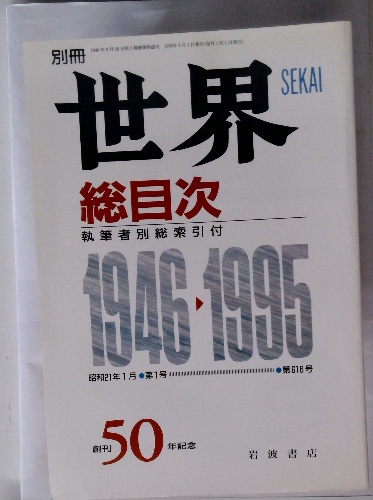 別冊
世界
SEKAI
総目次
執筆者別総索引付
1946▶1995
昭和21年1月●第1号 ●第616号
創刊50年記念
岩波書店